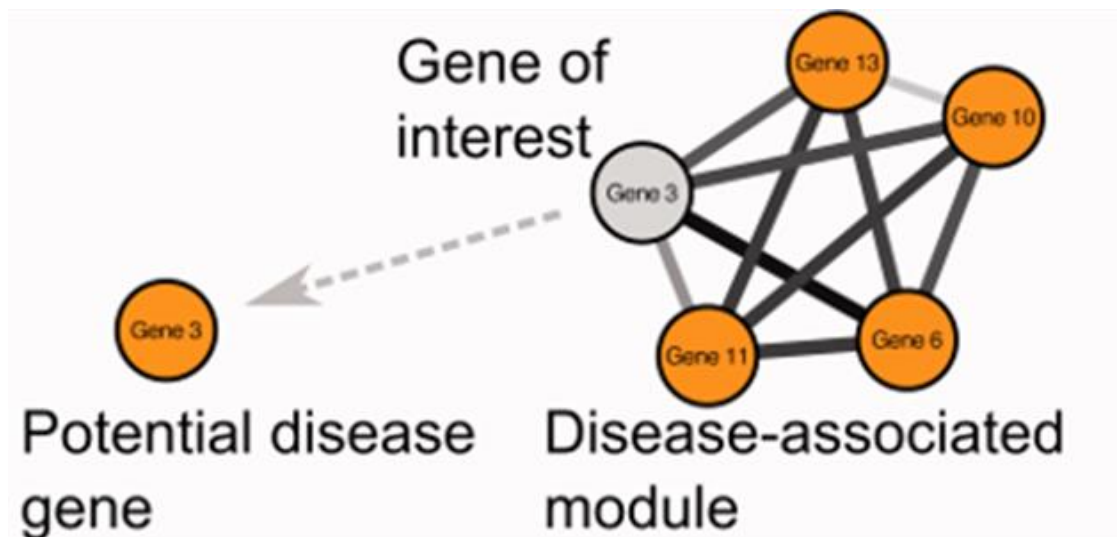 Gene of
interest
Gene 13
Gene 10
Gene 3
Gene 11
Gene 6
Gene 3
Potential disease
gene
Disease-associated
module